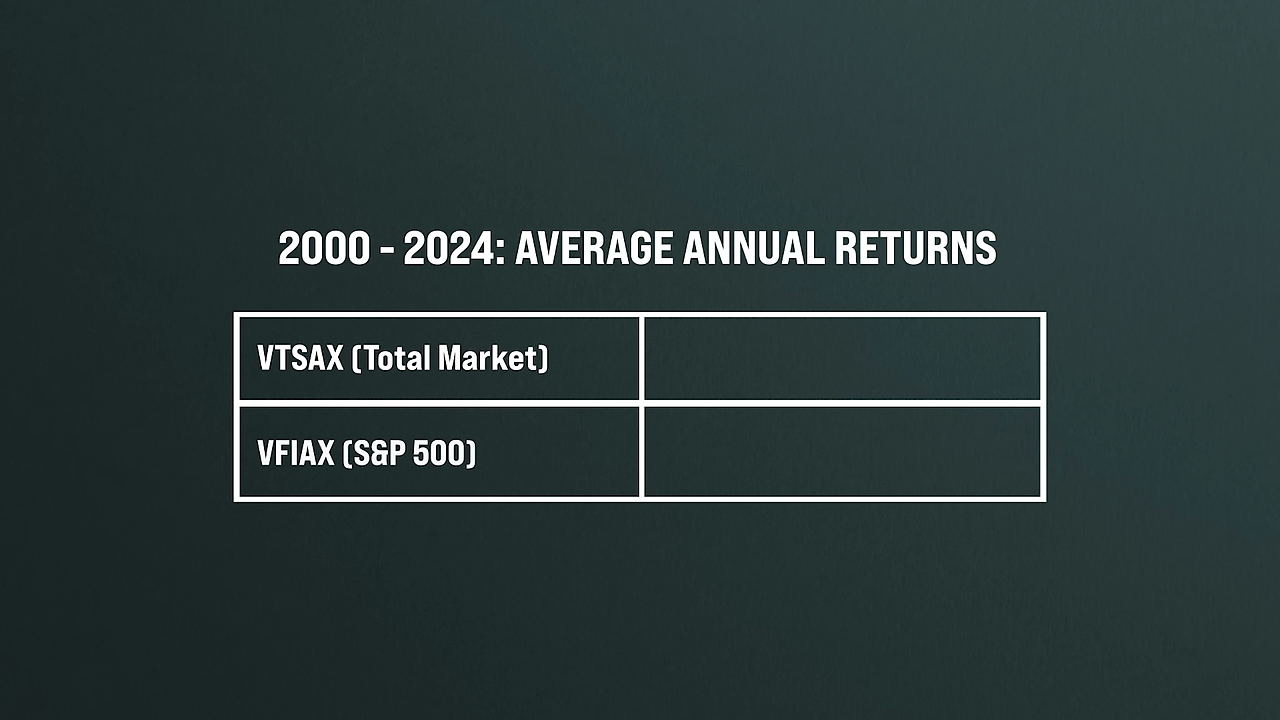 2000 - 2024: AVERAGE ANNUAL RETURNS
VTSAX (Total Market)
VFIAX (S&P 500)